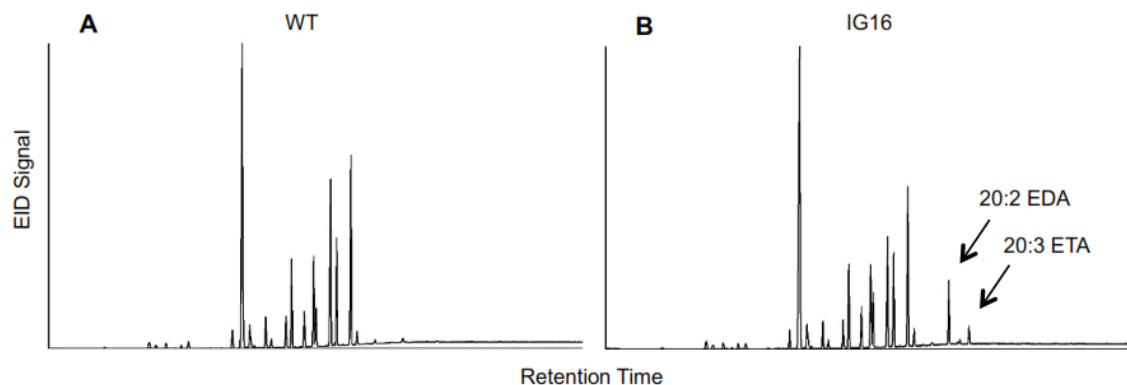 A
WT
B
IG16
EID Signal
20:2 EDA
20:3 ETA
Retention Time